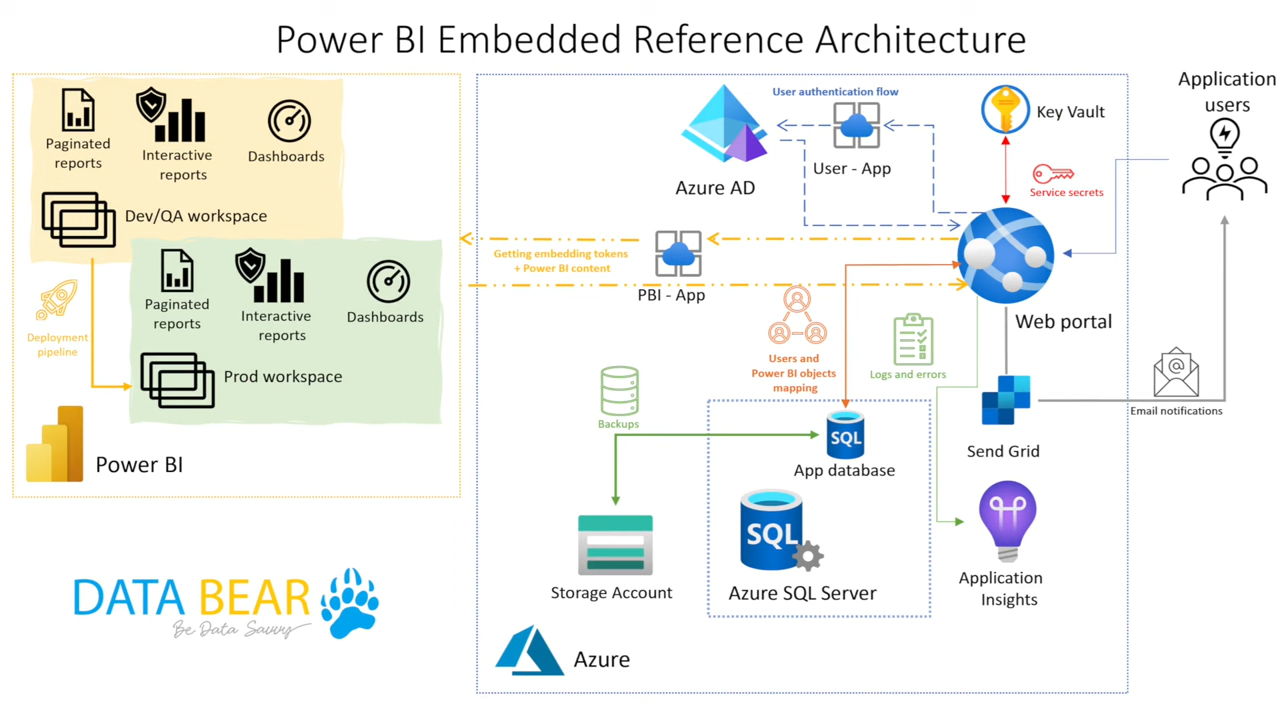 Power BI Embedded Reference Architecture
Paginated
reports
Interactive
reports
Dashboards
Dev/QA workspace
Deployment
pipeline
Paginated
reports
Interactive
reports
Dashboards
Prod workspace
Power BI
DATA BEAR
Be Data Savvy
User authentication flow
Azure AD
User - App
Key Vault
Service secrets
Application
users
Getting embedding tokens
+ Power BI content
PBI - App
Web portal
Users and
Power BI objects
mapping
Logs and errors
Backups
SQL
App database
Send Grid
@
Email notifications
SQL
Azure SQL Server
Storage Account
Application
Insights
Azure